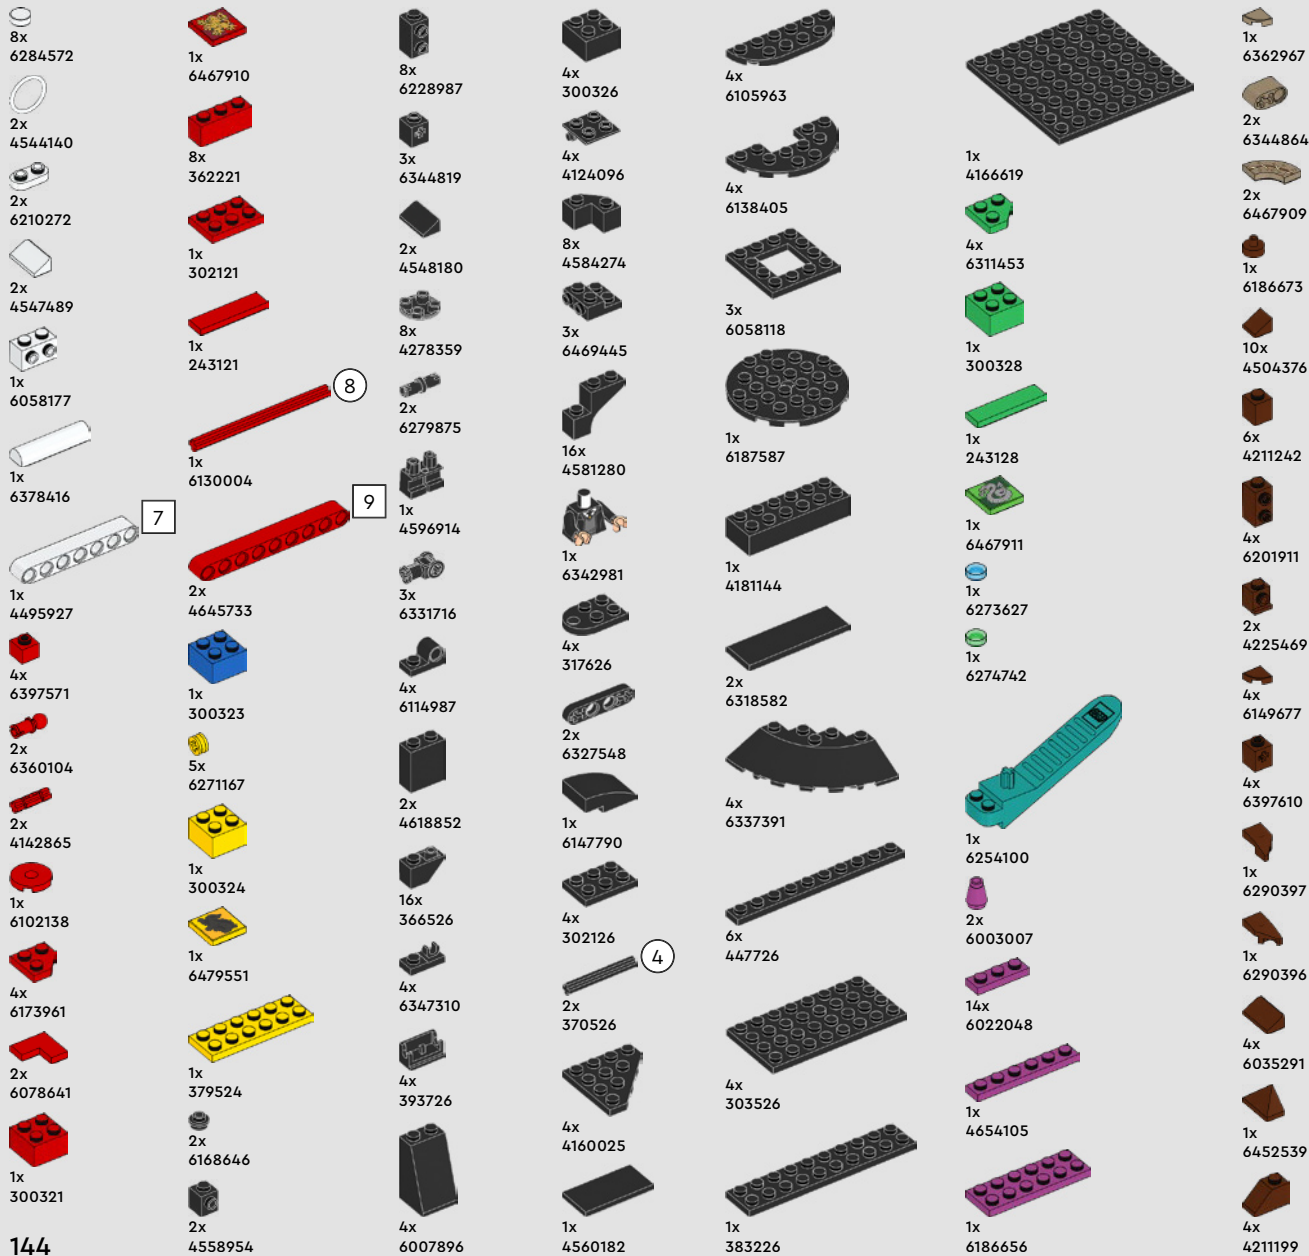 8x
6284572
2x
4544140
2x
6210272
2x
4547489
1x
6058177
1x
6378416
7
1x
4495927
4x
6397571
2x
6360104
2x
4142865
1x
6102138
4x
6173961
2x
6078641
1x
300321
144
1x
6467910
8x
362221
1x
302121
1x
243121
8
1x
6130004
9
2x
4645733
1x
300323
5x
6271167
1x
300324
1x
6479551
1x
379524
2x
6168646
2x
4558954
8x
6228987
3x
6344819
2x
4548180
8x
4278359
2x
6279875
1x
4596914
3x
6331716
4x
6114987
2x
4618852
16x
366526
4x
6347310
4x
393726
4x
6007896
4x
300326
4x
4124096
8x
4584274
3x
6469445
16x
4581280
1x
6342981
4x
317626
2x
6327548
1x
6147790
4x
302126
4
2x
370526
4x
4160025
1x
4560182
4x
6105963
4x
6138405
3x
6058118
1x
6187587
1x
4181144
2x
6318582
4x
6337391
6x
447726
4x
303526
1x
383226
1x
4166619
4x
6311453
1x
300328
1x
243128
1x
6467911
1x
6273627
1x
6274742
1x
6254100
2x
6003007
14x
6022048
1x
4654105
1x
6186656
1x
6362967
2x
6344864
2x
6467909
1x
6186673
10x
4504376
6x
4211242
4x
6201911
2x
4225469
4x
6149677
4x
6397610
1x
6290397
1x
6290396
4x
6035291
1x
6452539
4x
4211199